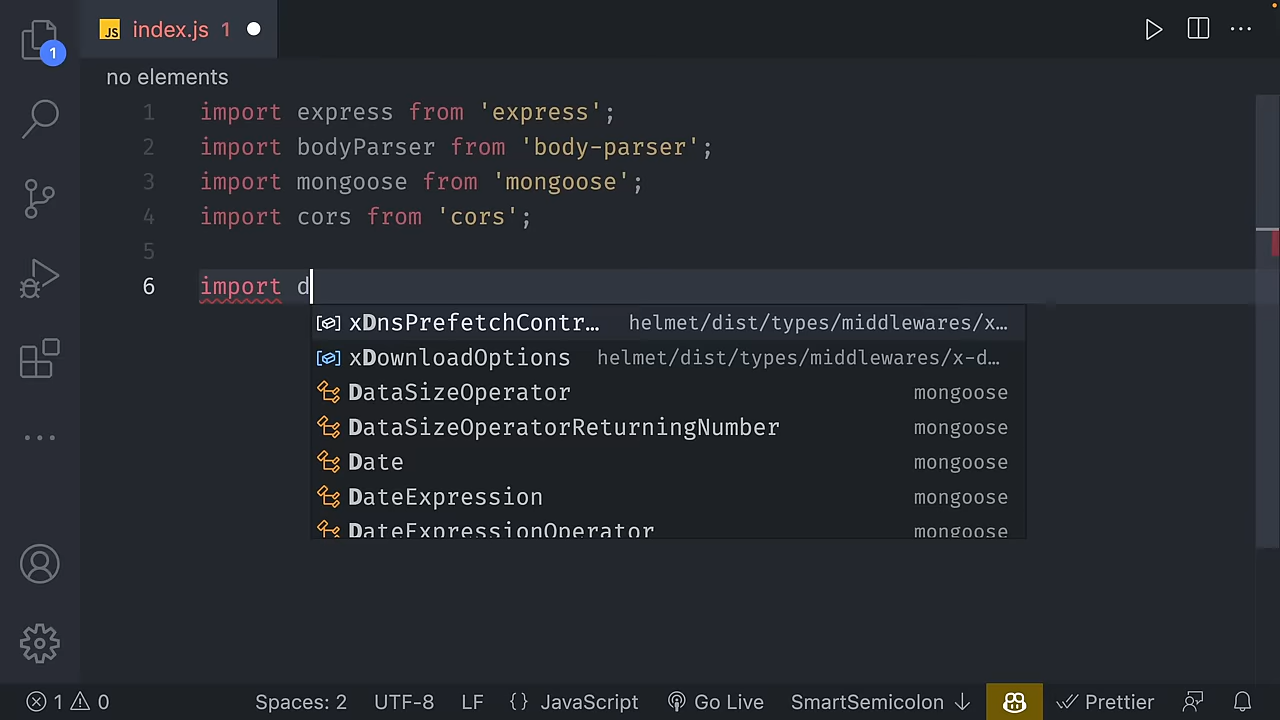 JS index.js 1
1
no elements
1 import express from 'express';
2 import bodyParser from 'body-parser';
3 import mongoose from 'mongoose';
4 import cors from 'cors';
5
6 import d
xDnsPrefetchContr… helmet/dist/types/middlewares/x…
xDownloadOptions helmet/dist/types/middlewares/x-d…
DataSizeOperator mongoose
DataSizeOperatorReturningNumber mongoose
Date mongoose
DateExpression mongoose
DateExpressionOperator mongoose
1 0 Spaces: 2 UTF-8 LF {} JavaScript Go Live SmartSemicolon ↓ Prettier